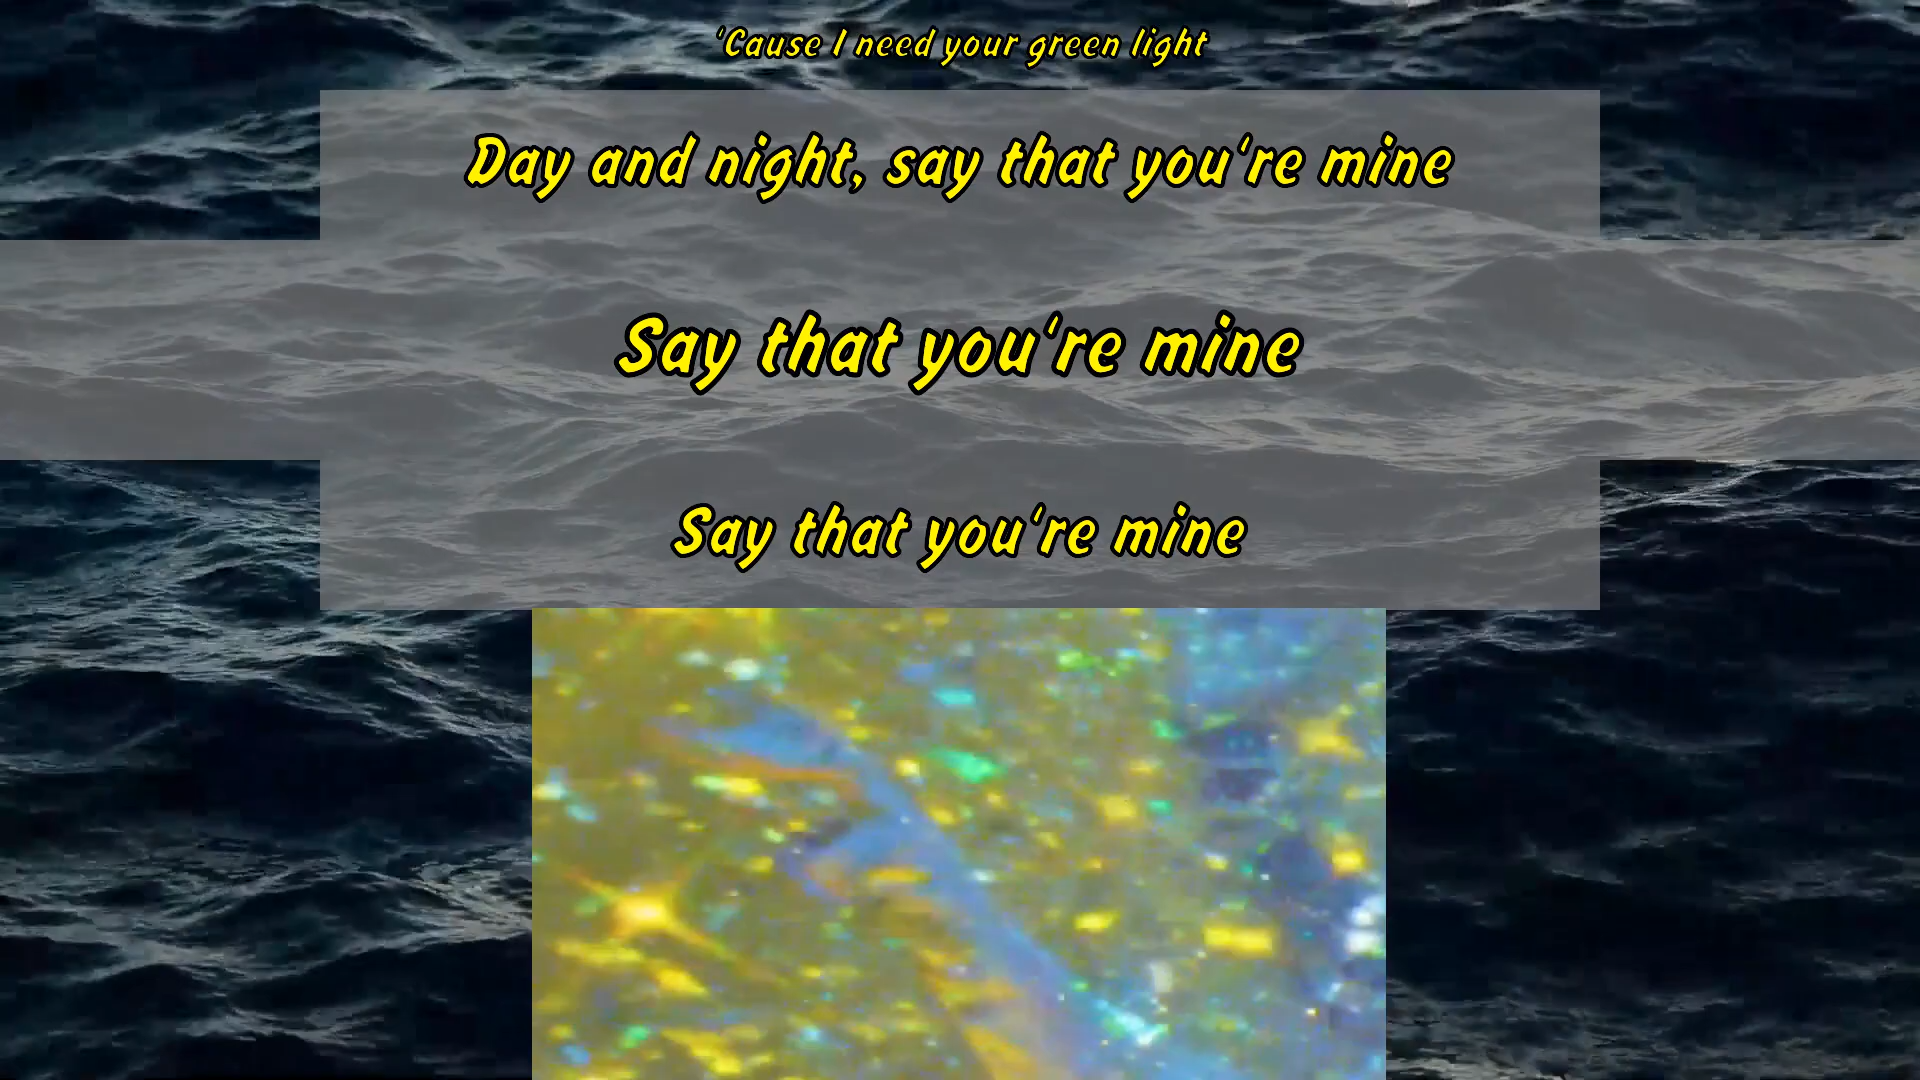 'Cause I need your green light
Day and night, say that you're mine
Say that you're mine
Say that you're mine